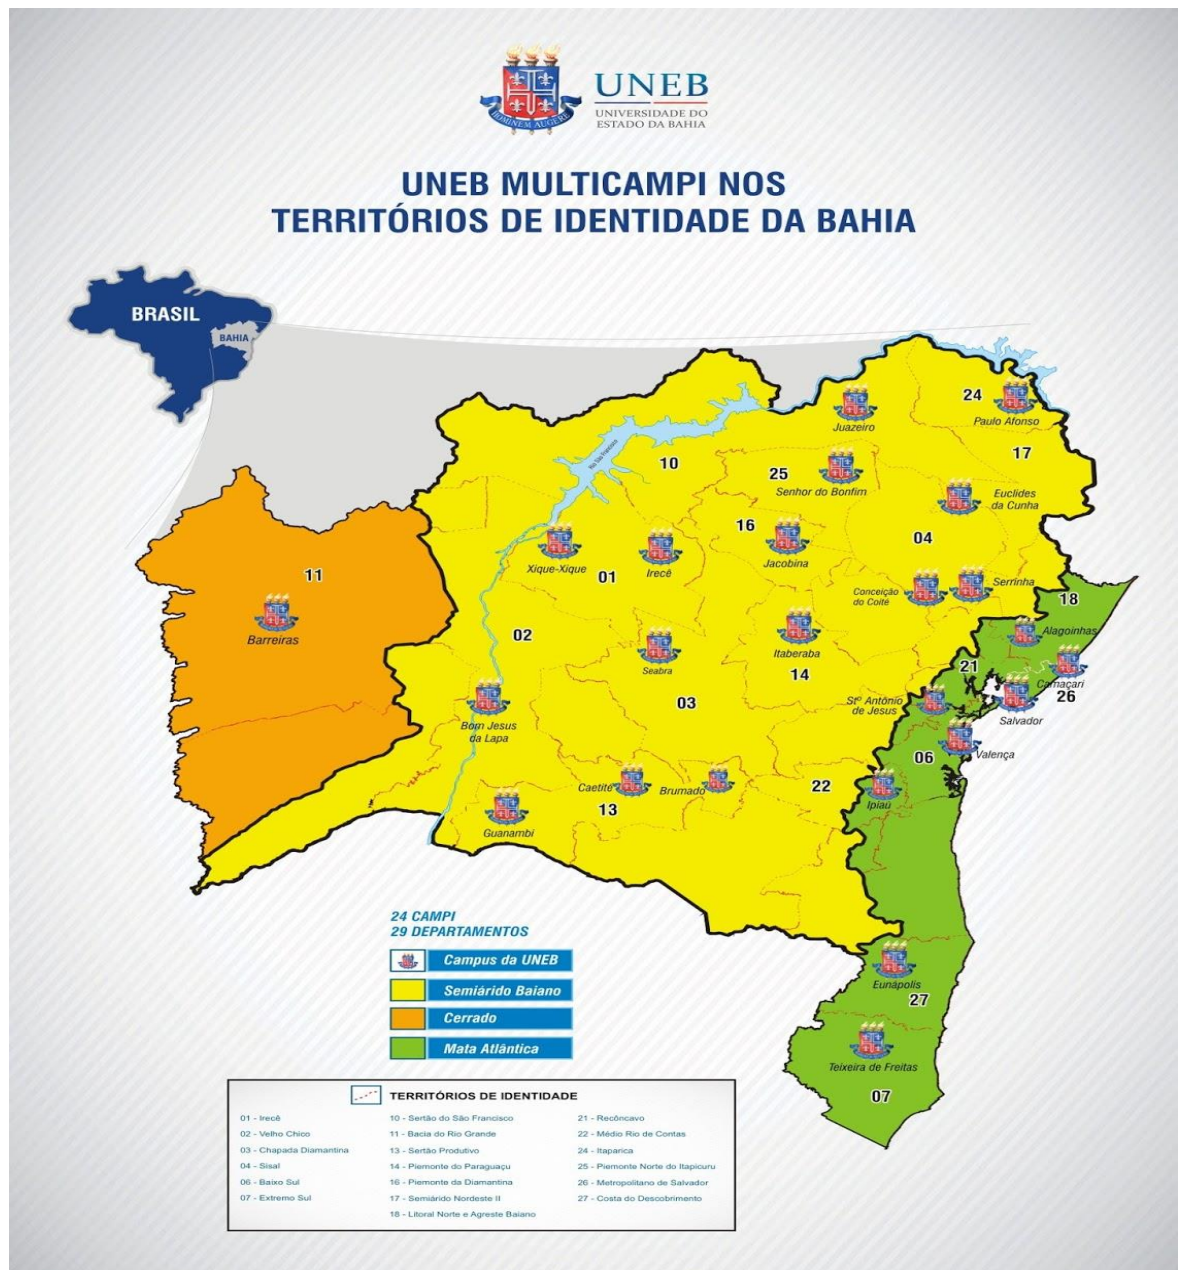 HOMINEM AUGERE
UNEB
UNIVERSIDADE DO
ESTADO DA BAHIA
UNEB MULTICAMPI NOS
TERRITÓRIOS DE IDENTIDADE DA BAHIA
BRASIL
BAHIA
24
Paulo Afonso
Juazeiro
Rio São Francisco
10
17
25
Senhor do Bonfim
Euclides
da Cunha
16
04
Xique-Xique
Irecê
Jacobina
01
11
Conceição
do Coité
Serrinha
18
Barreiras
02
Itaberaba
Alagoinhas
Seabra
14
21
Camaçari
26
03
Stº Antônio
de Jesus
Salvador
Bom Jesus
da Lapa
Valença
06
Caetité
Brumado
22
Ipiaú
13
Guanambi
24 CAMPI
29 DEPARTAMENTOS
Campus da UNEB
Semiárido Baiano
Cerrado
Mata Atlântica
Eunápolis
27
Teixeira de Freitas
07
TERRITÓRIOS DE IDENTIDADE
01 - Irecê
02 - Velho Chico
03 - Chapada Diamantina
04 - Sisal
06 - Baixo Sul
07 - Extremo Sul
10 - Sertão do São Francisco
11 - Bacia do Rio Grande
13 - Sertão Produtivo
14 - Piemonte do Paraguaçu
16 - Piemonte da Diamantina
17 - Semiárido Nordeste II
18 - Litoral Norte e Agreste Baiano
21 - Recôncavo
22 - Médio Rio de Contas
24 - Itaparica
25 - Piemonte Norte do Itapicuru
26 - Metropolitano de Salvador
27 - Costa do Descobrimento